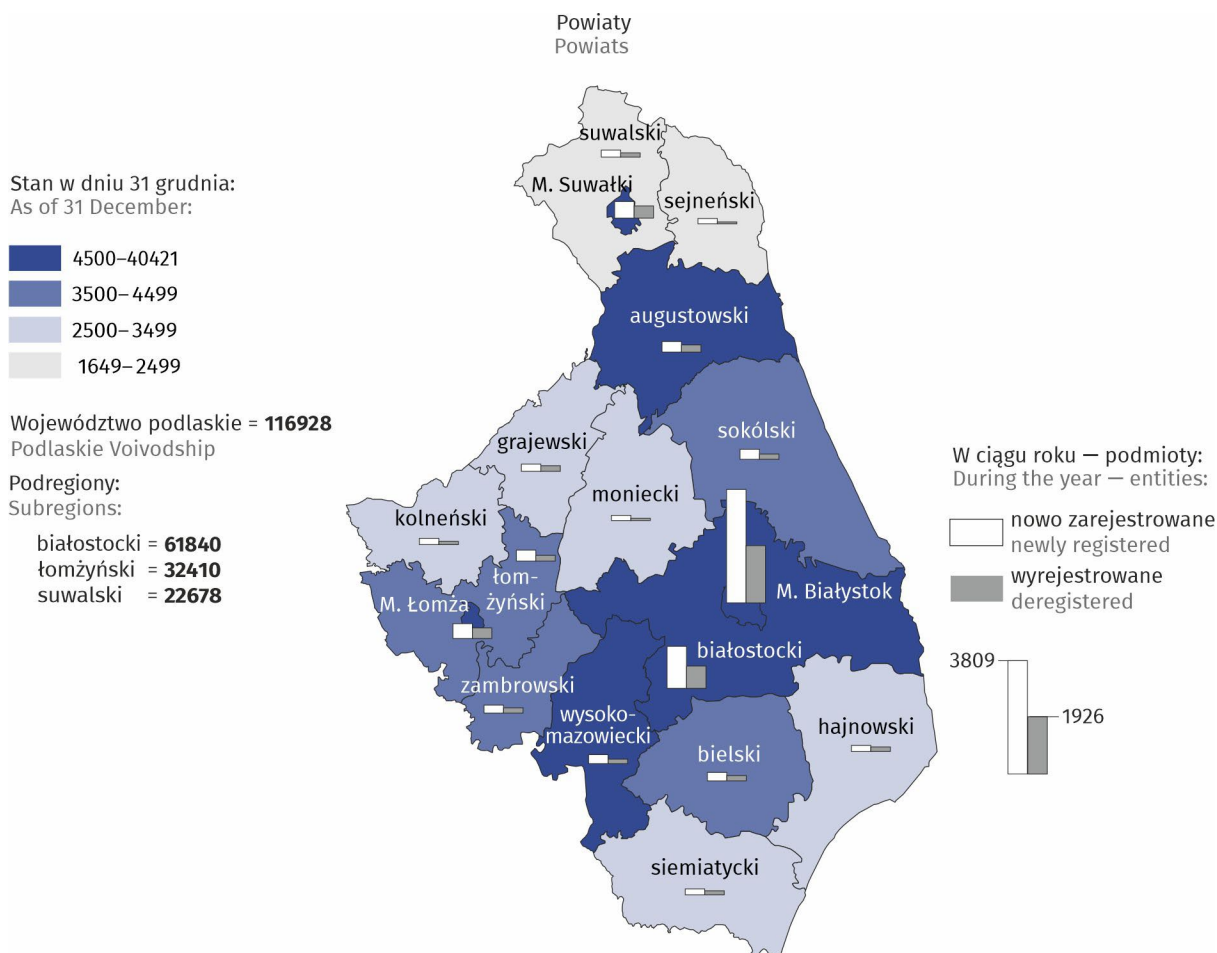 Powiaty
Powiats
Stan w dniu 31 grudnia:
As of 31 December:
4500–40421
3500–4499
2500–3499
1649–2499
Województwo podlaskie = 116928
Podlaskie Voivodship
Podregiony:
Subregions:
białostocki = 61840
łomżyński = 32410
suwalski = 22678
suwalski
M. Suwałki
sejneński
augustowski
sokólski
grajewski
moniecki
kolneński
łom-
żyński
M. Łomża
M. Białystok
białostocki
zambrowski
wysoko-
mazowiecki
bielski
hajnowski
siemiatycki
W ciągu roku — podmioty:
During the year — entities:
nowo zarejestrowane
newly registered
wyrejestrowane
deregistered
3809
1926